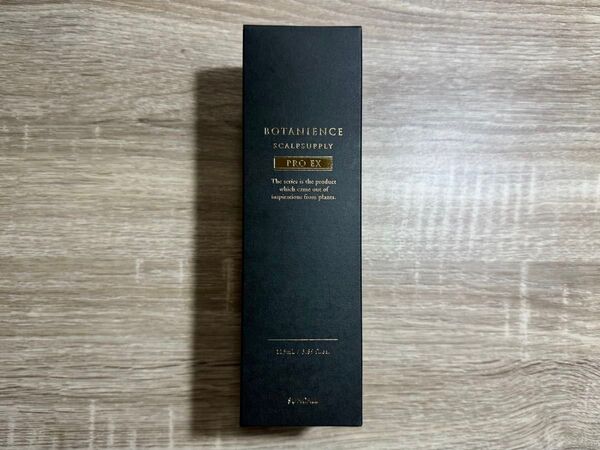 BOTANIENCE
SCALPSUPPLY
PRO EX
The series is the product
which came out of
inspirations from plants.